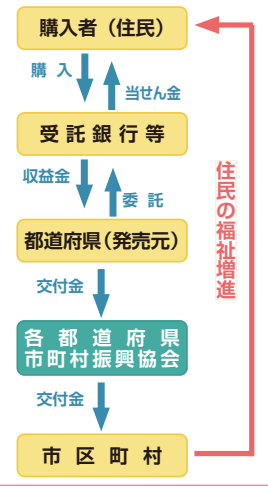 購入者（住民）
購入
当せん金
受託銀行等
収益金
委託
都道府県（発売元）
交付金
各都道府県
市町村振興協会
交付金
市区町村
住民の福祉増進